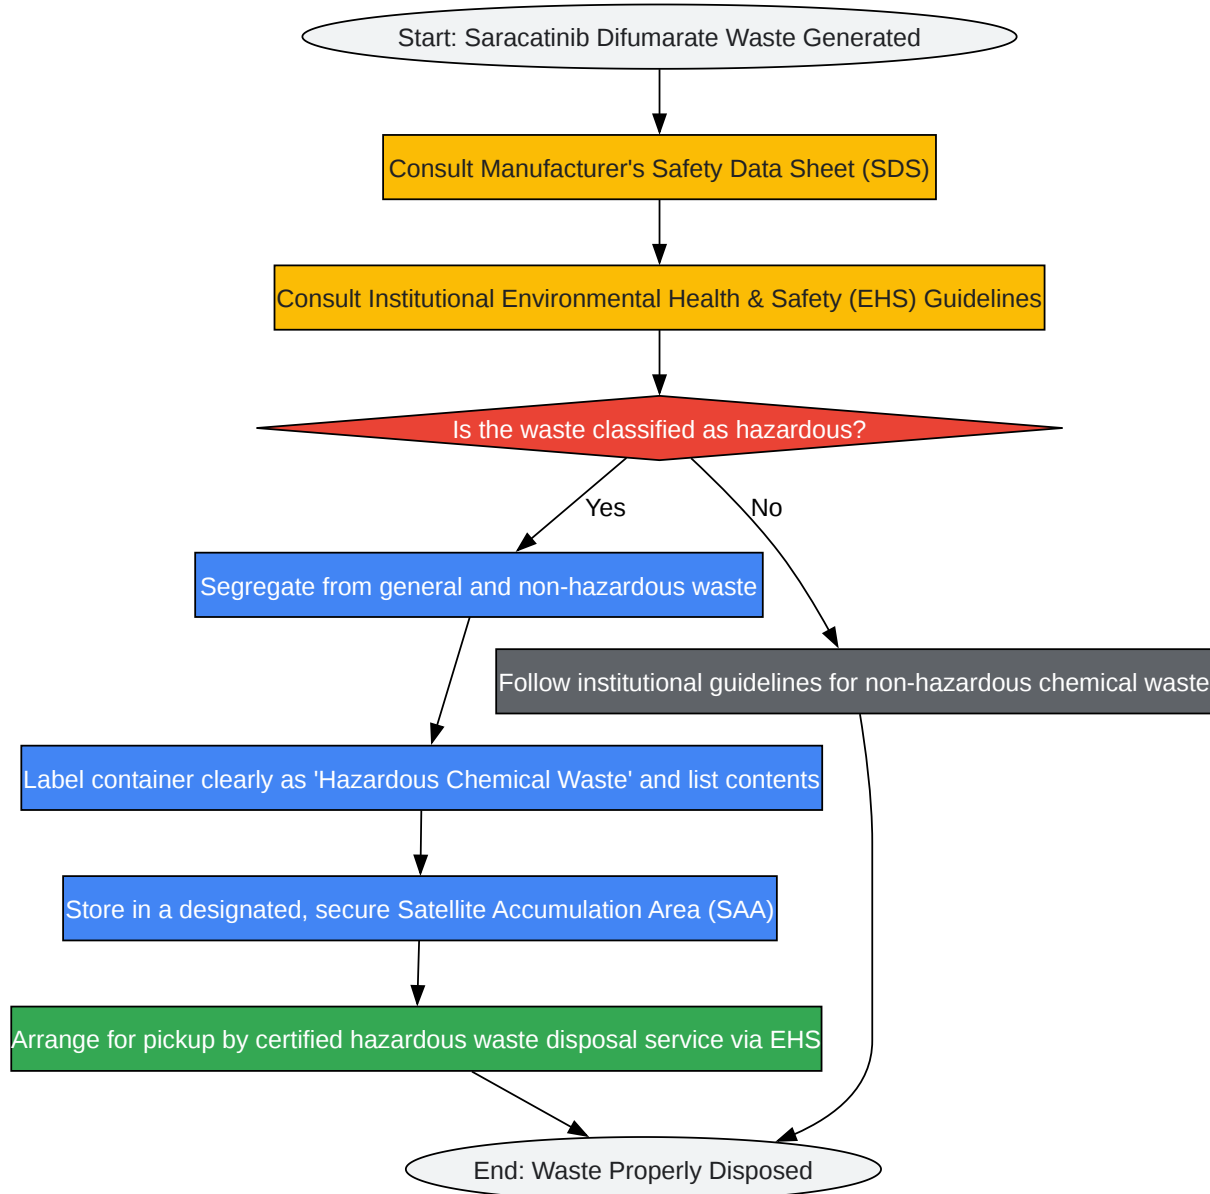 Start: Saracatinib Difumarate Waste Generated
Consult Manufacturer's Safety Data Sheet (SDS)
Consult Institutional Environmental Health & Safety (EHS) Guidelines
Is the waste classified as hazardous?
Yes
No
Segregate from general and non-hazardous waste
Follow institutional guidelines for non-hazardous chemical waste
Label container clearly as 'Hazardous Chemical Waste' and list contents
Store in a designated, secure Satellite Accumulation Area (SAA)
Arrange for pickup by certified hazardous waste disposal service via EHS
End: Waste Properly Disposed